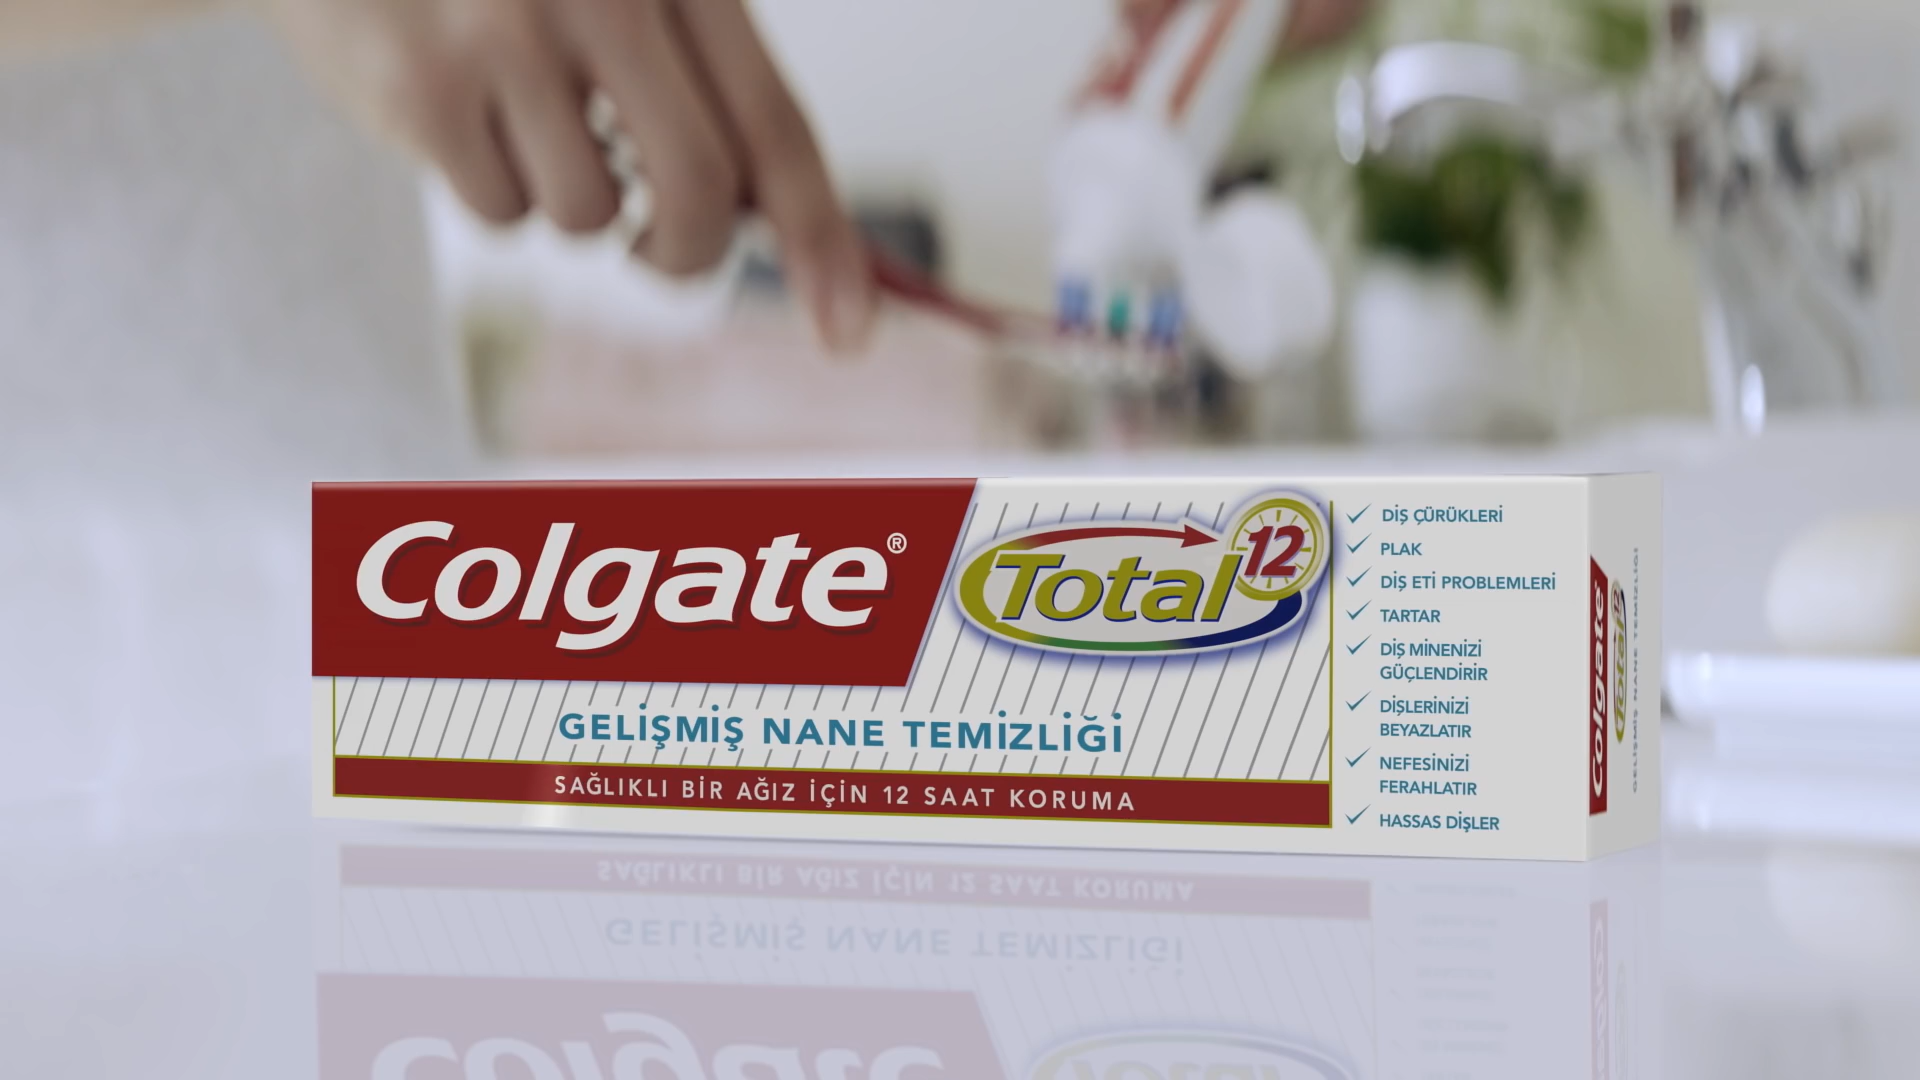 Colgate®
Total 12
GELİŞMİŞ NANE TEMİZLİĞİ
SAĞLIKLI BİR AĞIZ İÇİN 12 SAAT KORUMA
DİŞ ÇÜRÜKLERİ
PLAK
DİŞ ETİ PROBLEMLERİ
TARTAR
DİŞ MİNENİZİ
GÜÇLENDİRİR
DİŞLERİNİZİ
BEYAZLATIR
NEFESİNİZİ
FERAHLATIR
HASSAS DİŞLER
Colgate
Total 12
GELİŞMİŞ NANE TEMİZLİĞİ